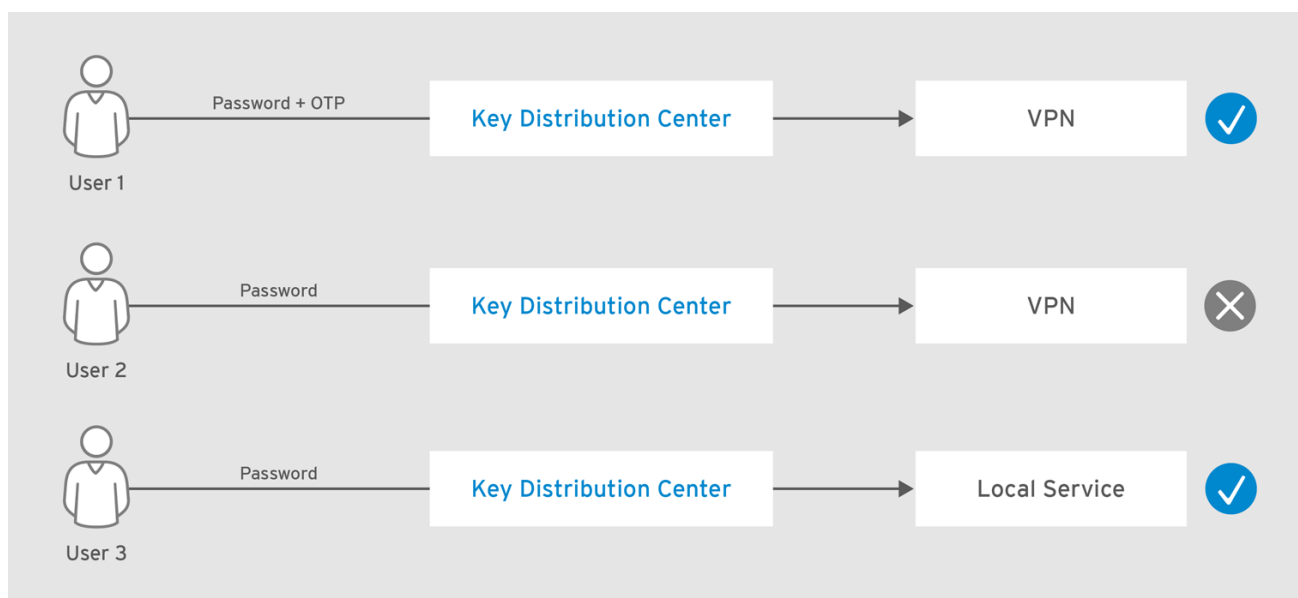 Password + OTP
Key Distribution Center
VPN
User 1
Password
Key Distribution Center
VPN
User 2
Password
Key Distribution Center
Local Service
User 3